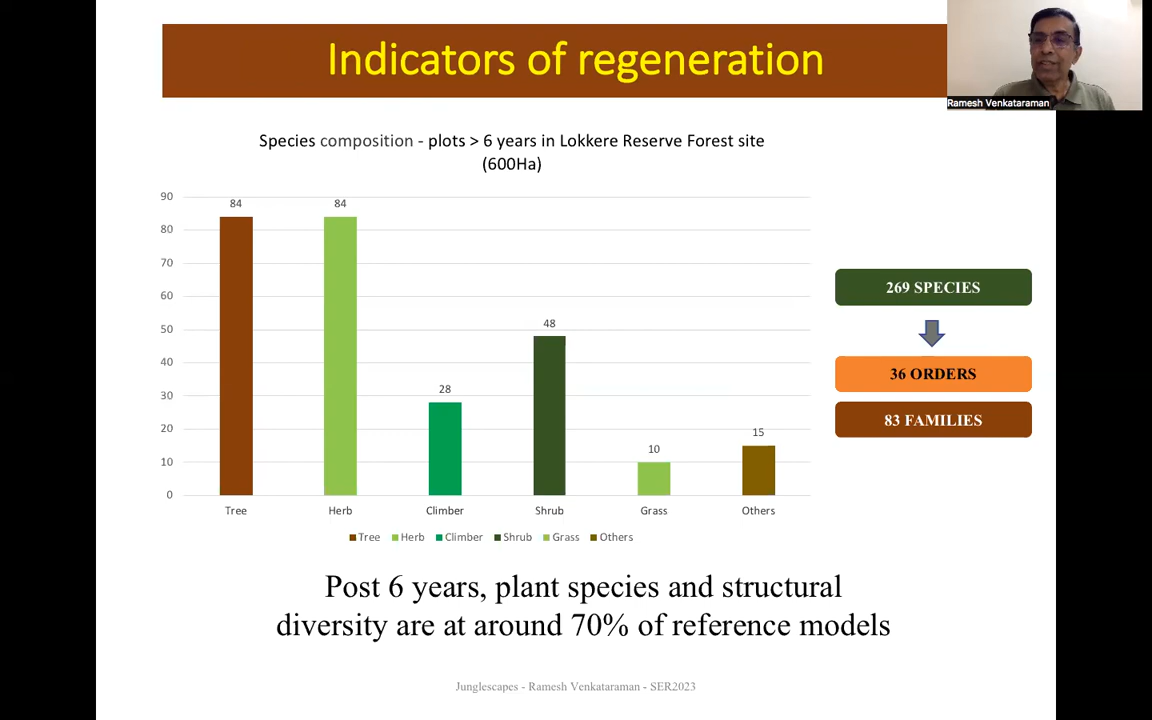 Indicators of regeneration
Ramesh Venkataraman
Species composition - plots > 6 years in Lokkere Reserve Forest site
(600Ha)
90
80
70
60
50
40
30
20
10
0
84
84
28
48
10
15
Tree
Herb
Climber
Shrub
Grass
Others
Tree Herb Climber Shrub Grass Others
269 SPECIES
36 ORDERS
83 FAMILIES
Post 6 years, plant species and structural
diversity are at around 70% of reference models
Junglescapes - Ramesh Venkataraman - SER2023